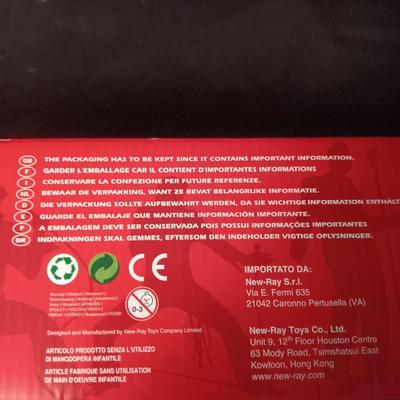 GB THE PACKAGING HAS TO BE KEPT SINCE IT CONTAINS IMPORTANT INFORMATION.
F GARDER L'EMBALLAGE CAR IL CONTIENT D'IMPORTANTES INFORMATIONS
I CONSERVARE LA CONFEZIONE PER FUTURE REFERENZE.
NL BEWAAR DE VERPAKKING, WANT ZE BEVAT BELANGRIJKE INFORMATIE.
D DIE VERPACKUNG SOLLTE AUFBEWAHRT WERDEN, DA SIE WICHTIGE INFORMATION ENTHÄLT
E GUARDE EL EMBALAJE QUE MANTIENE INFORMACIÓN IMPORTANTE.
P A EMBALAGEM DEVE SER CONSERVADA POIS POSSUI INFORMAÇÕES IMPORTANTES
DK INDPAKNINGEN SKAL GEMMES, EFTERSOM DEN INDEHOLDER VIGTIGE OPLYSNINGER.
CE
0-3
IMPORTATO DA:
New-Ray S.r.l.
Via E. Fermi 635
21042 Caronno Pertusella (VA)
Designed and Manufactured by New-Ray Toys Company Limited.
ARTICOLO PRODOTTO SENZA L'UTILIZZO
DI MANODOPERA INFANTILE
ARTICLE FABRIQUE SANS UTILISATION
DE MAIN D'OEUVRE INFANTILE
New-Ray Toys Co., Ltd.
Unit 9, 12th Floor Houston Centre
63 Mody Road, Tsimshatsui East
Kowloon, Hong Kong
www.new-ray.com